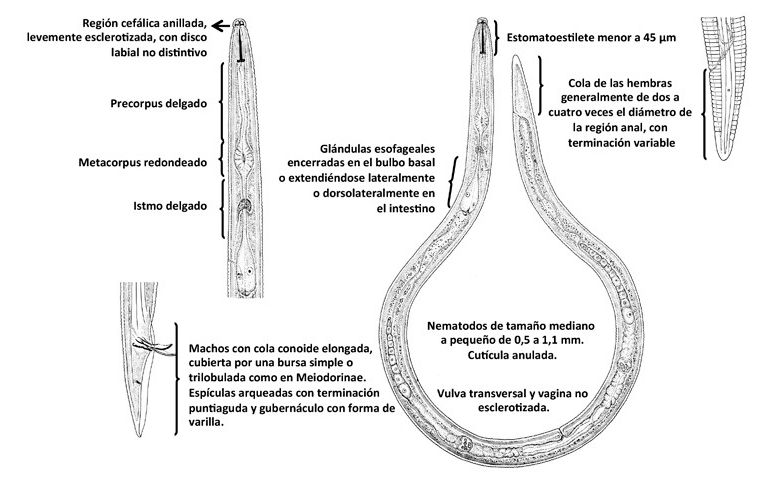 Región cefálica anillada,
levemente esclerotizada, con disco
labial no distintivo
Precorpus delgado
Metacorpus redondeado
Istmo delgado
Estomatoestilete menor a 45 µm
Cola de las hembras
generalmente de dos a
cuatro veces el diámetro de
la región anal, con
terminación variable
Glándulas esofageales
encerradas en el bulbo basal
o extendiéndose lateralmente
o dorsolateralmente en
el intestino
Nematodos de tamaño mediano
a pequeño de 0,5 a 1,1 mm.
Cutícula anulada.
Vulva transversal y vagina no
esclerotizada.
Machos con cola conoide elongada,
cubierta por una bursa simple o
trilobulada como en Meiodorinae.
Espículas arqueadas con terminación
puntiaguda y gubernáculo con forma de
varilla.